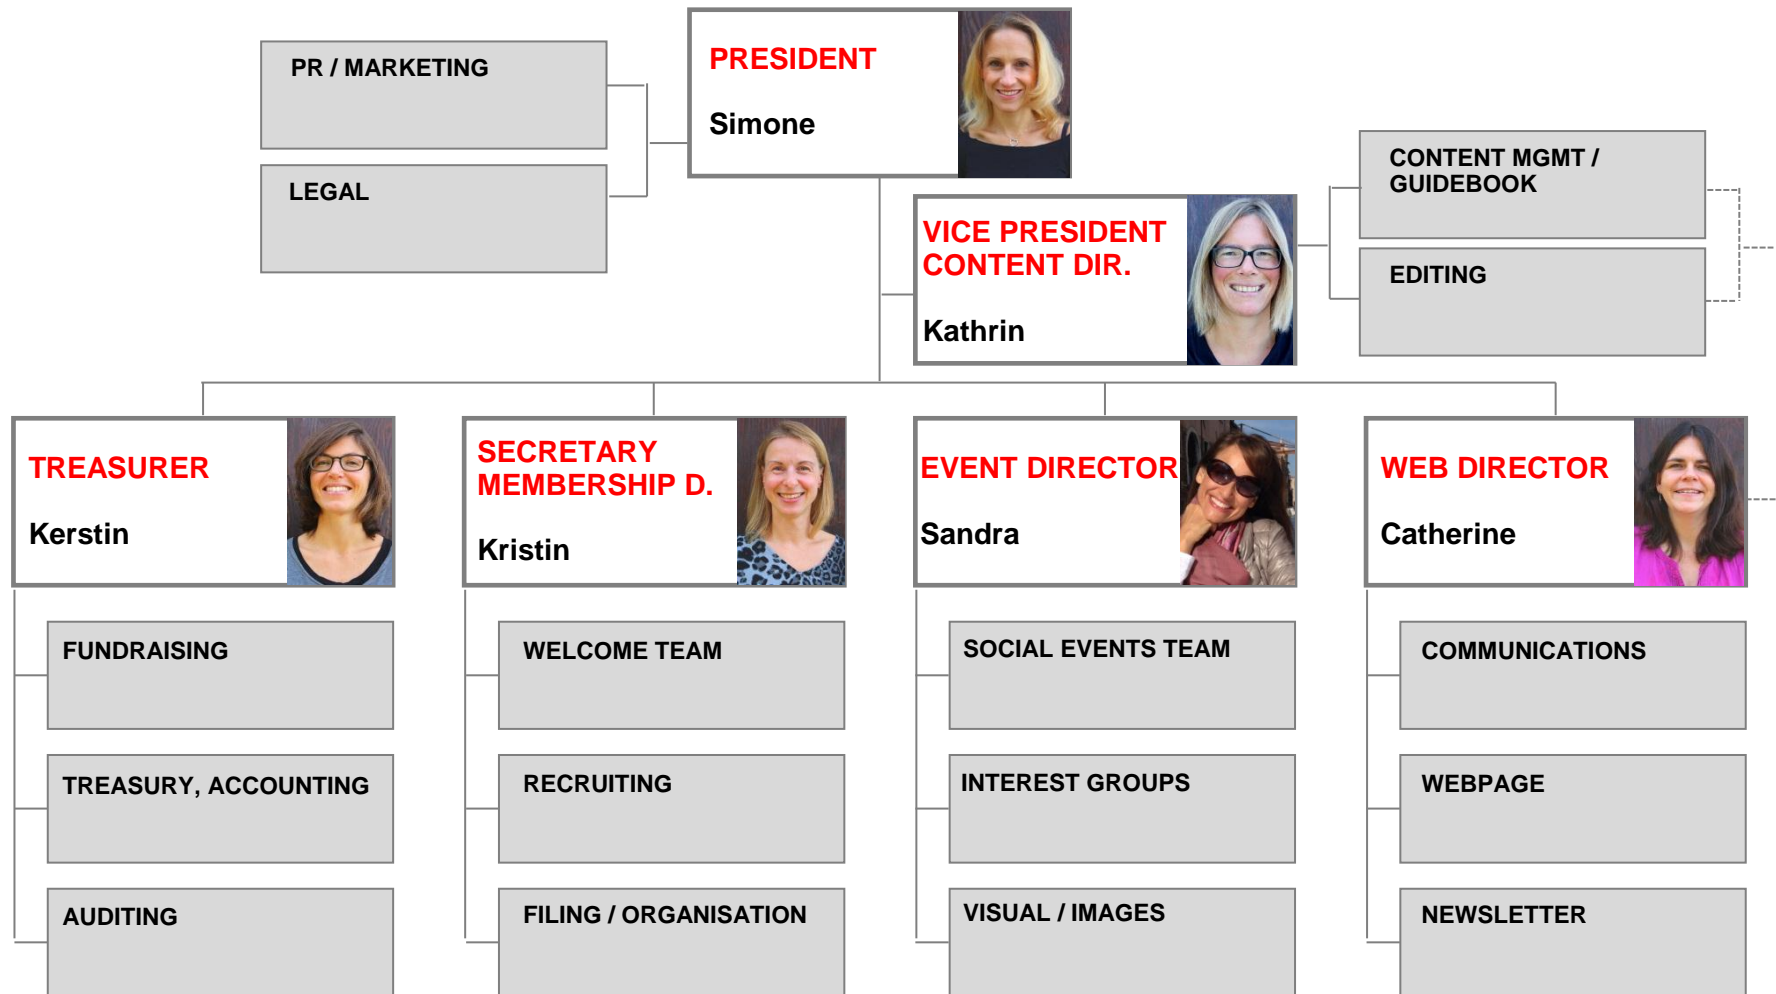 PR / MARKETING
LEGAL
PRESIDENT
Simone
VICE PRESIDENT
CONTENT DIR.
Kathrin
CONTENT MGMT /
GUIDEBOOK
EDITING
TREASURER
Kerstin
SECRETARY
MEMBERSHIP D.
Kristin
EVENT DIRECTOR
Sandra
WEB DIRECTOR
Catherine
FUNDRAISING
TREASURY, ACCOUNTING
AUDITING
WELCOME TEAM
RECRUITING
FILING / ORGANISATION
SOCIAL EVENTS TEAM
INTEREST GROUPS
VISUAL / IMAGES
COMMUNICATIONS
WEBPAGE
NEWSLETTER